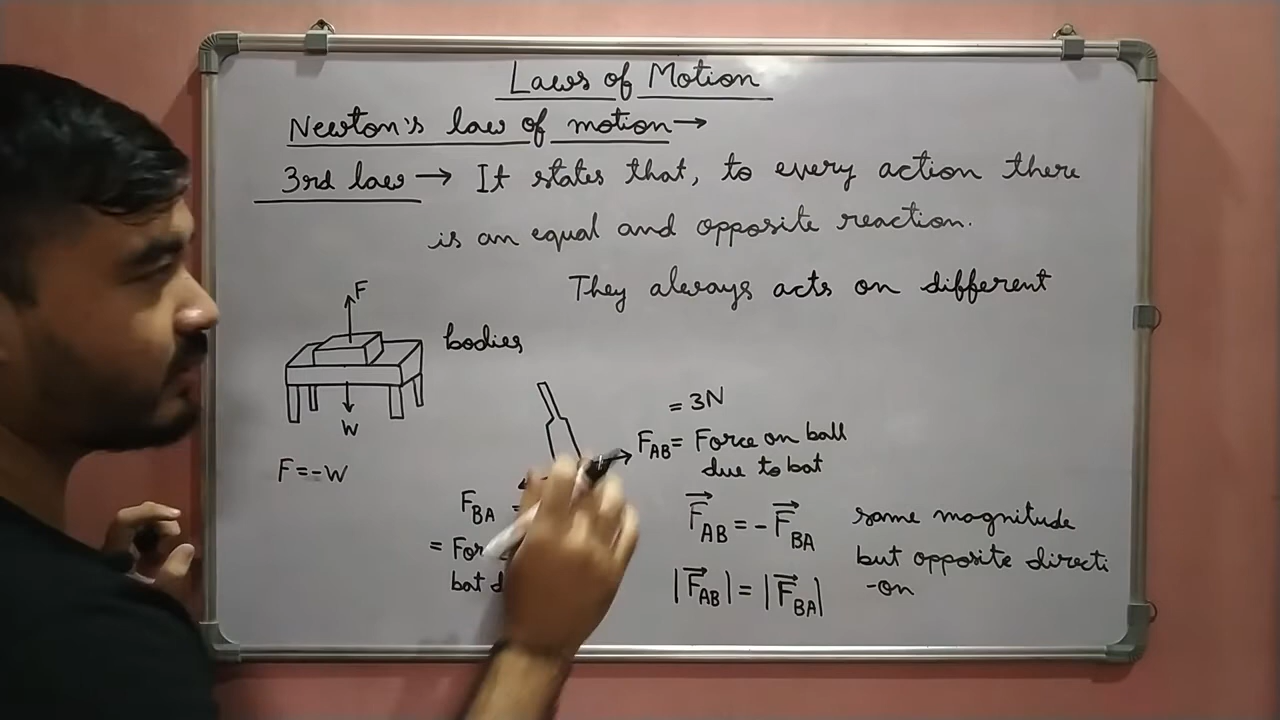 Laws of Motion
Newton's law of motion→
3rd law → It states that, to every action there
is an equal and opposite reaction.
They always acts on different
bodies
F
W
F=-W
= 3N
F_AB = Force on ball
due to bat
F_BA =
=
bat
F_AB = - F_BA
|F_AB| = |F_BA|
same magnitude
but opposite directi
-on